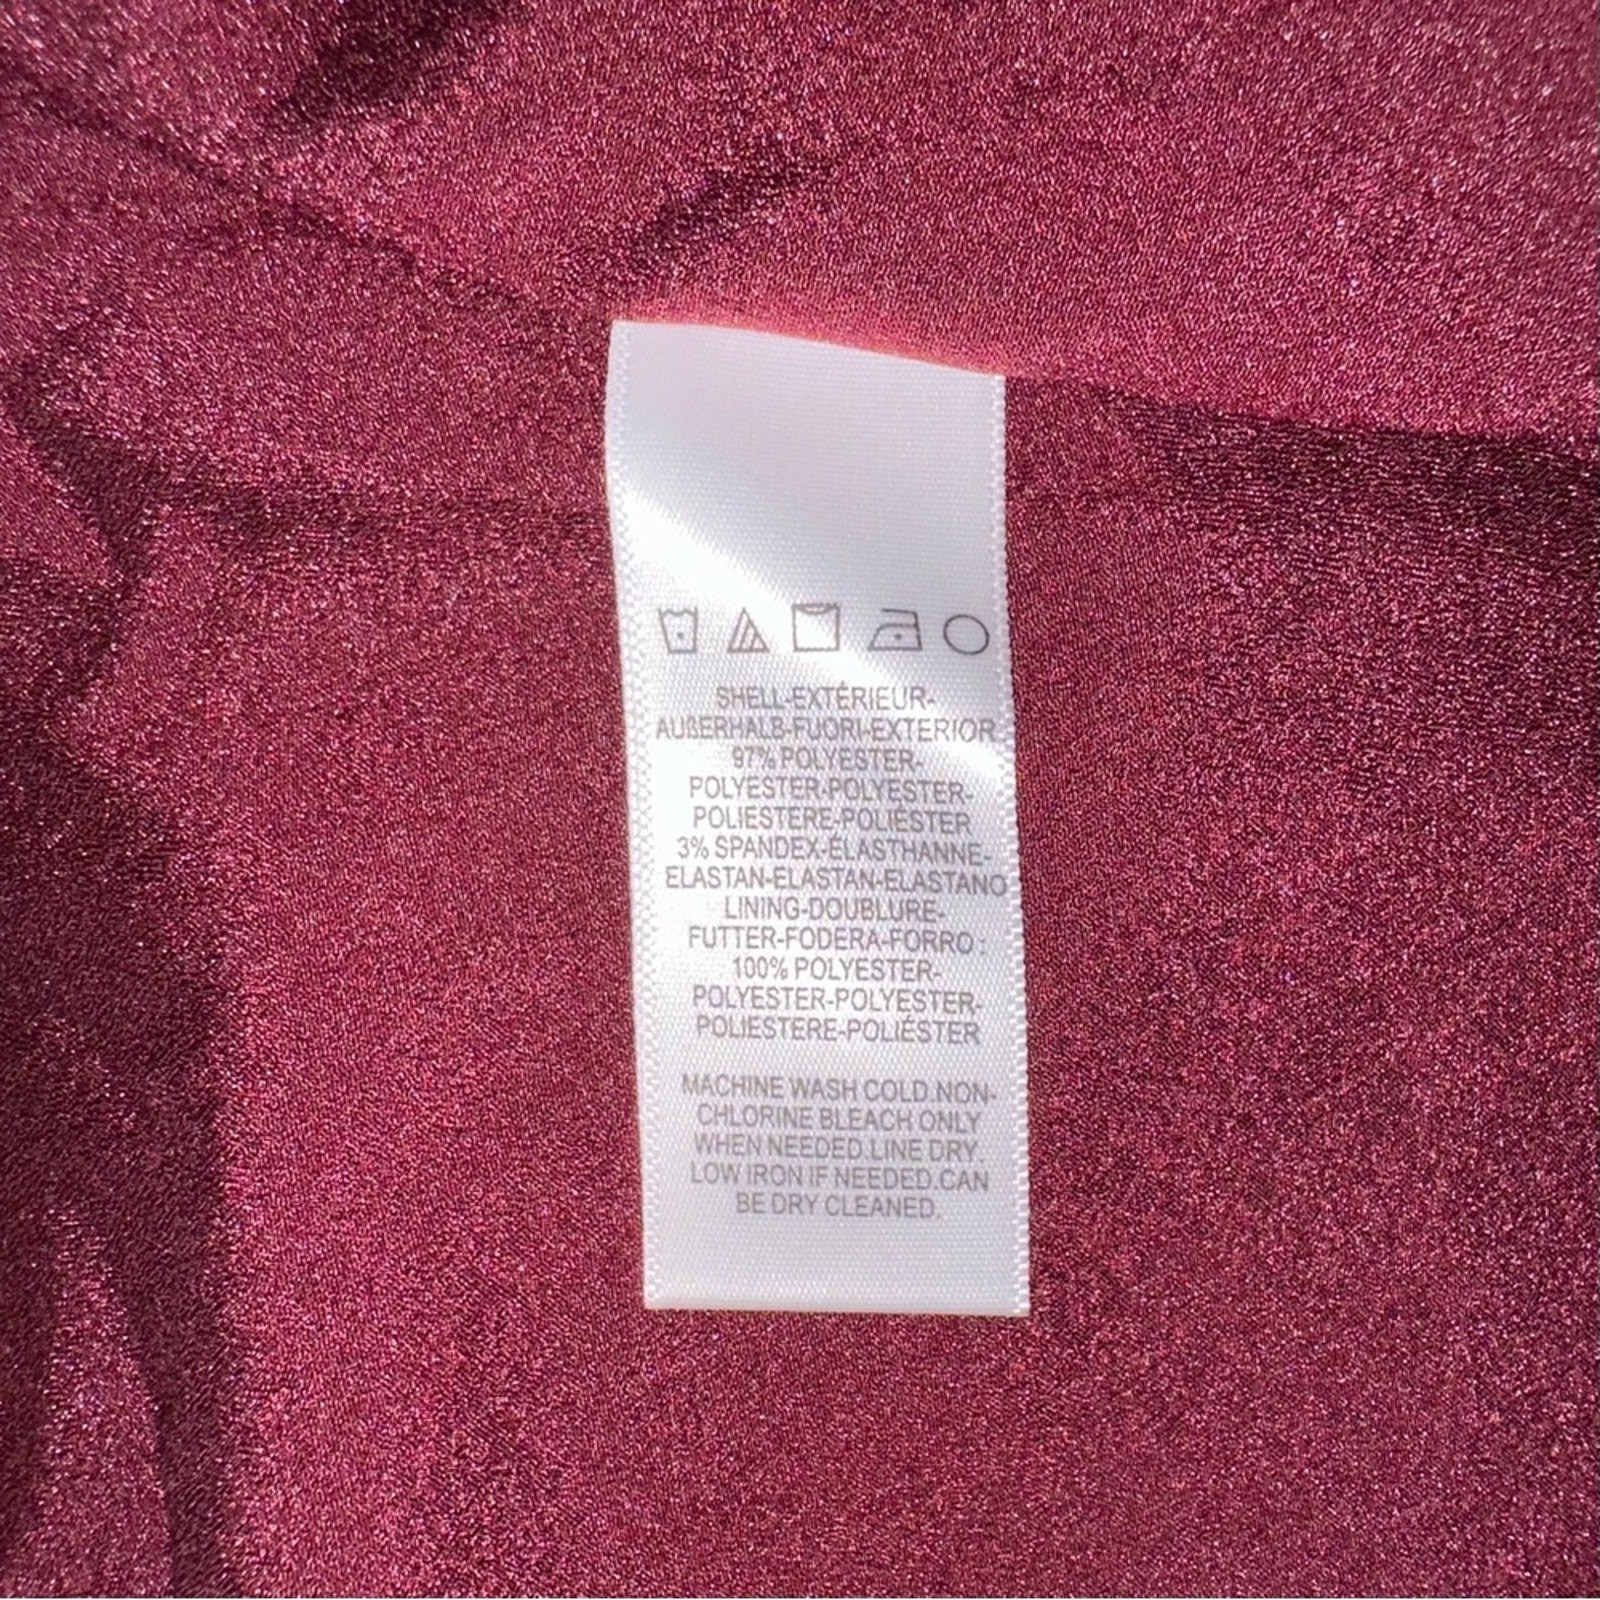 SHELL-EXTÉRIEUR-
AUßERHALB-FUORI-EXTERIOR
97% POLYESTER-
POLYESTER-POLYESTER-
POLIESTERE-POLIÉSTER
3% SPANDEX-ÉLASTHANNE-
ELASTAN-ELASTAN-ELASTANO
LINING-DOUBLURE-
FUTTER-FODERA-FORRO :
100% POLYESTER-
POLYESTER-POLYESTER-
POLIESTERE-POLIÉSTER
MACHINE WASH COLD.NON-
CHLORINE BLEACH ONLY
WHEN NEEDED.LINE DRY.
LOW IRON IF NEEDED.CAN
BE DRY CLEANED.